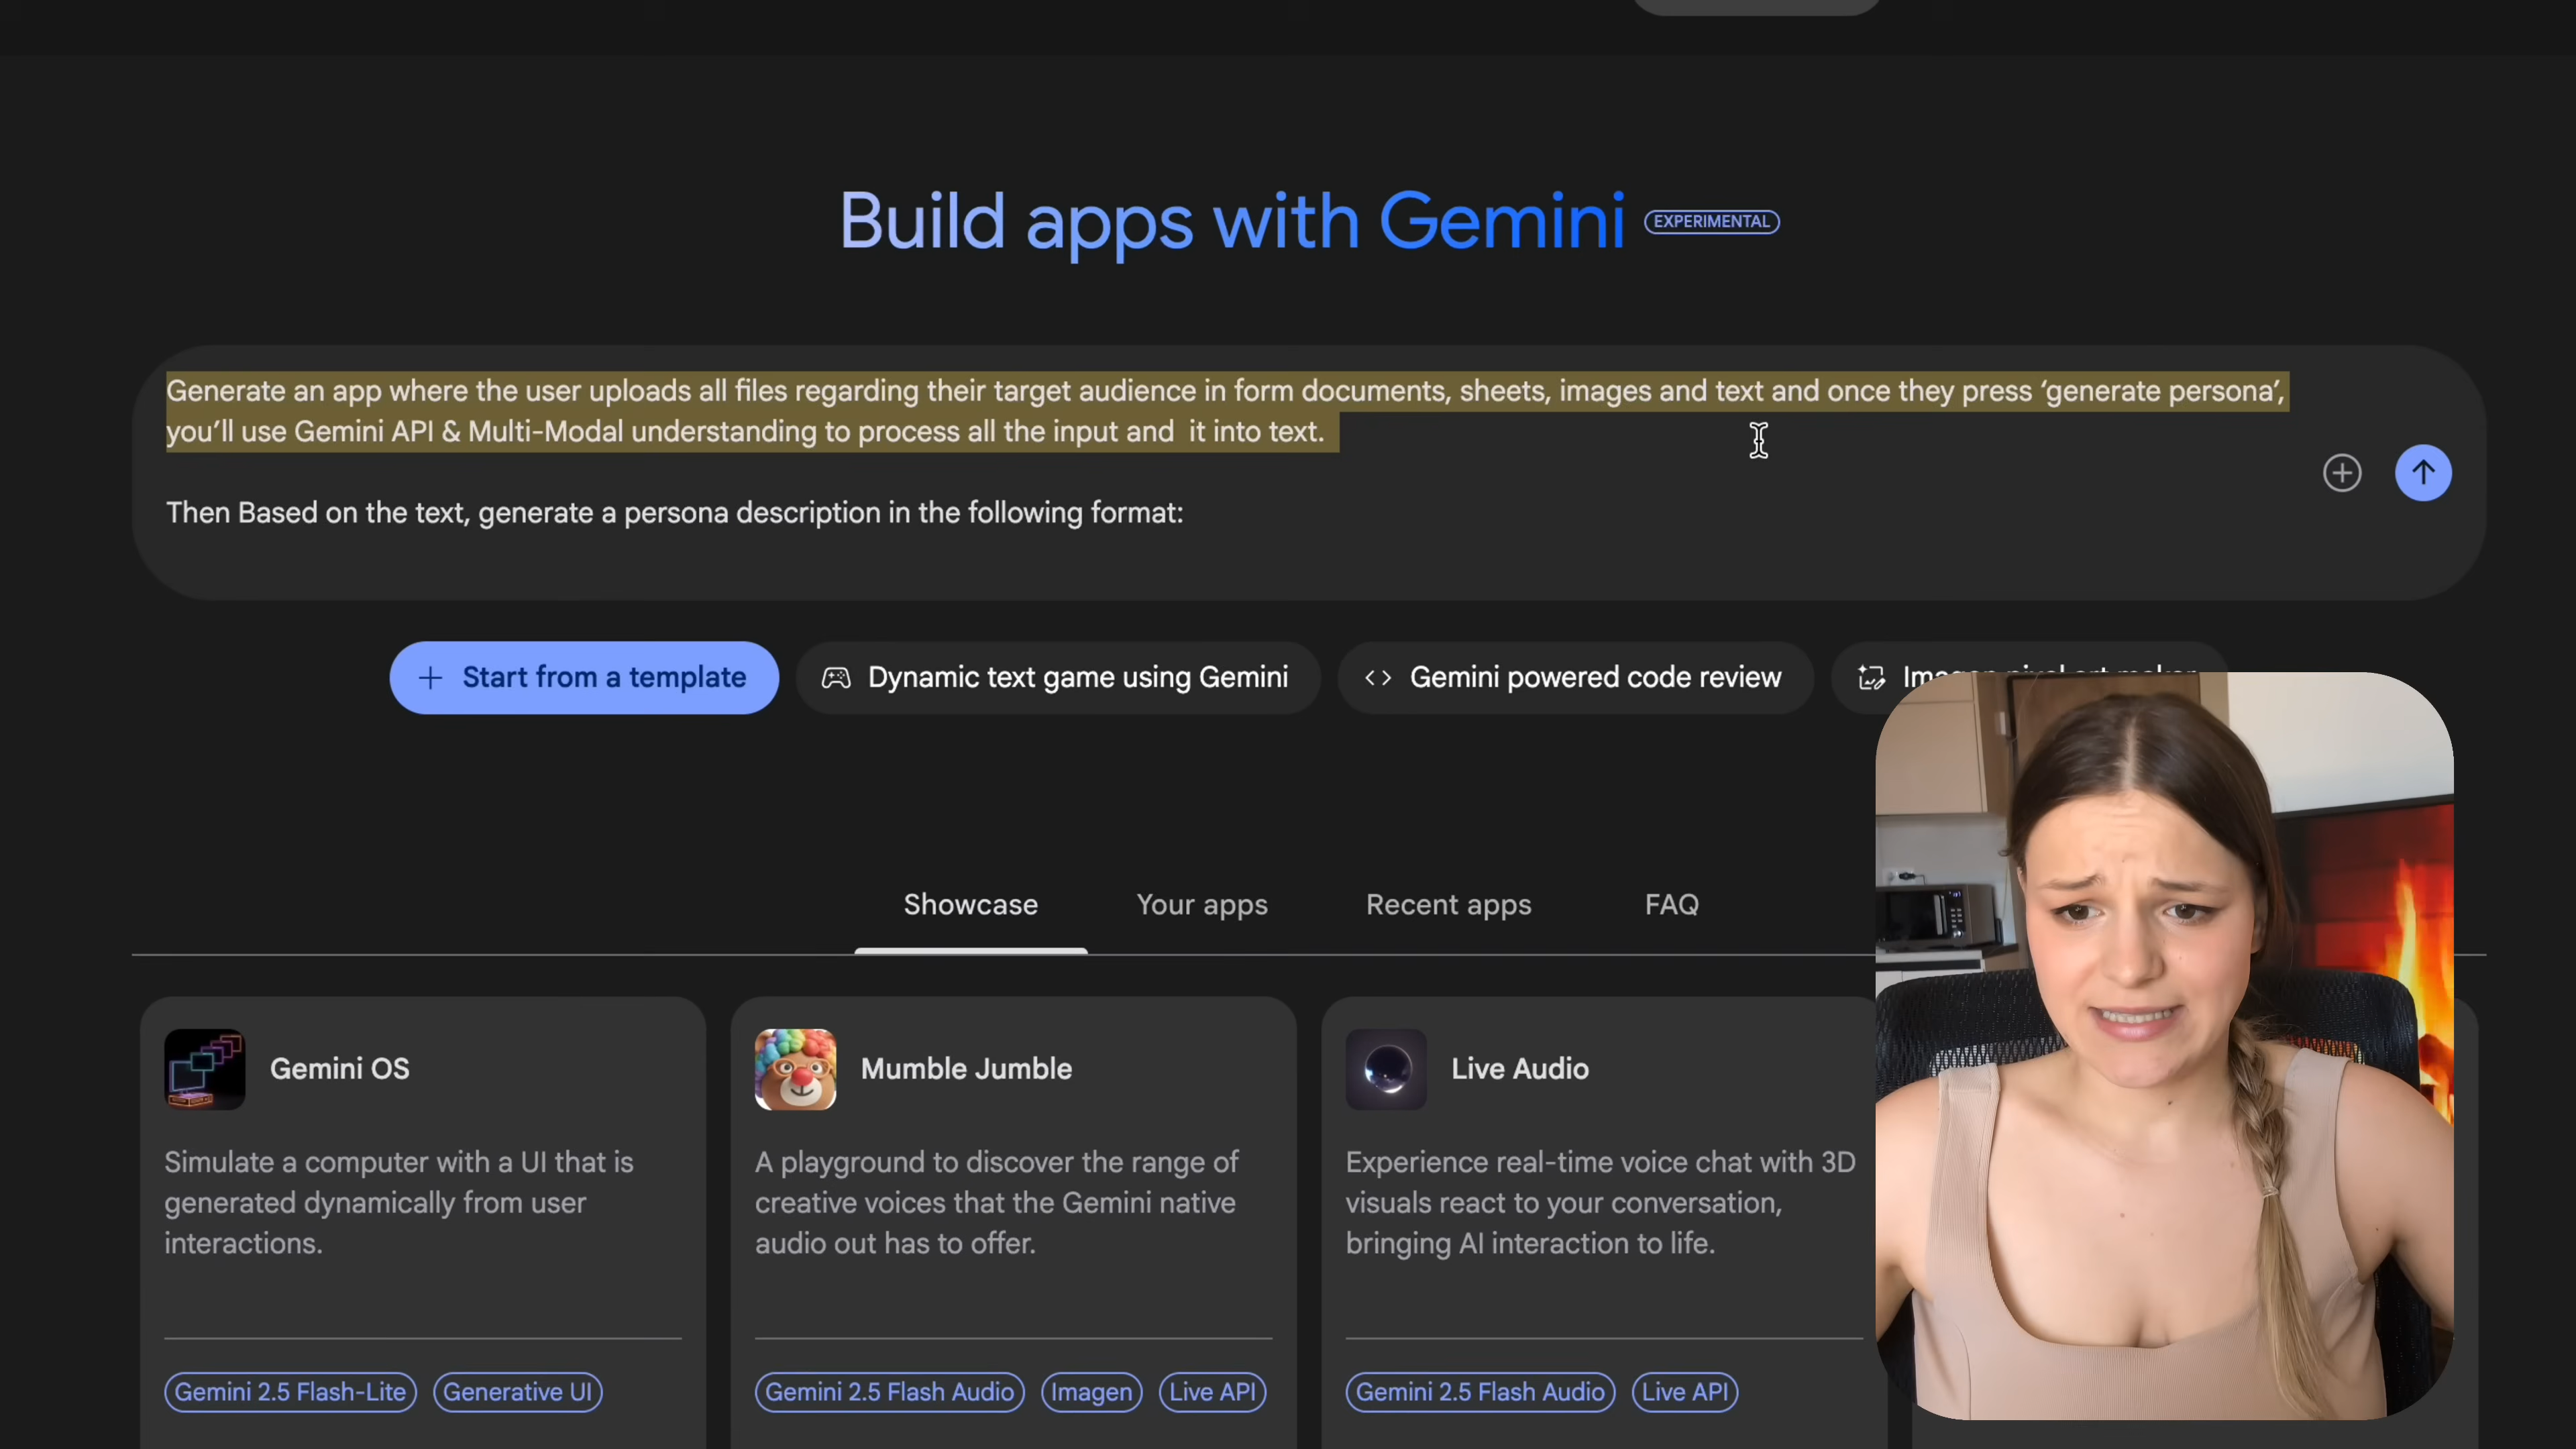 Build apps with Gemini EXPERIMENTAL
Generate an app where the user uploads all files regarding their target audience in form documents, sheets, images and text and once they press ‘generate persona’,
you’ll use Gemini API & Multi-Modal understanding to process all the input and  it into text.
Then Based on the text, generate a persona description in the following format:
Start from a template
Dynamic text game using Gemini
Gemini powered code review
Showcase
Your apps
Recent apps
FAQ
Gemini OS
Simulate a computer with a UI that is
generated dynamically from user
interactions.
Gemini 2.5 Flash-Lite
Generative UI
Mumble Jumble
A playground to discover the range of
creative voices that the Gemini native
audio out has to offer.
Gemini 2.5 Flash Audio
Imagen
Live API
Live Audio
Experience real-time voice chat with 3D
visuals react to your conversation,
bringing AI interaction to life.
Gemini 2.5 Flash Audio
Live API